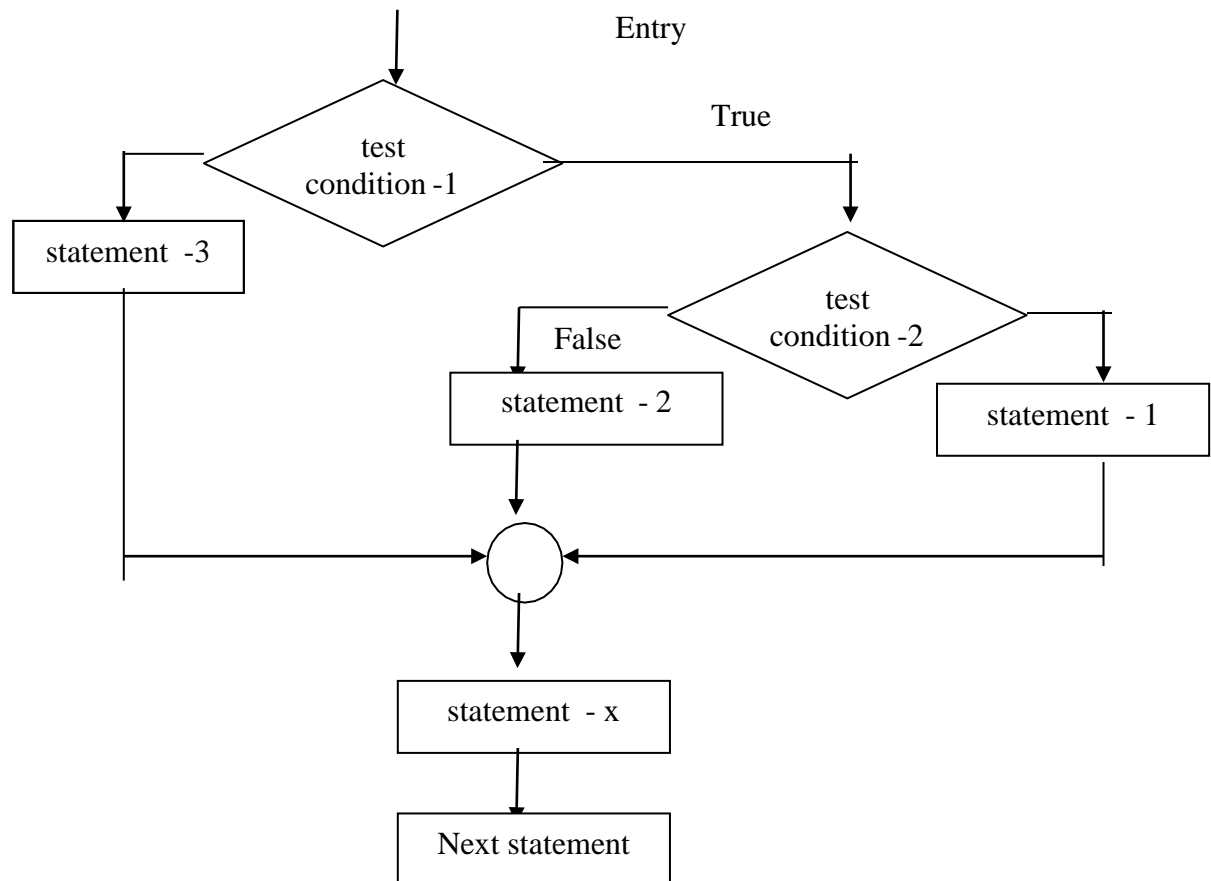 Entry
True
test
condition -1
statement -3
test
condition -2
False
statement - 2
statement - 1
statement - x
Next statement